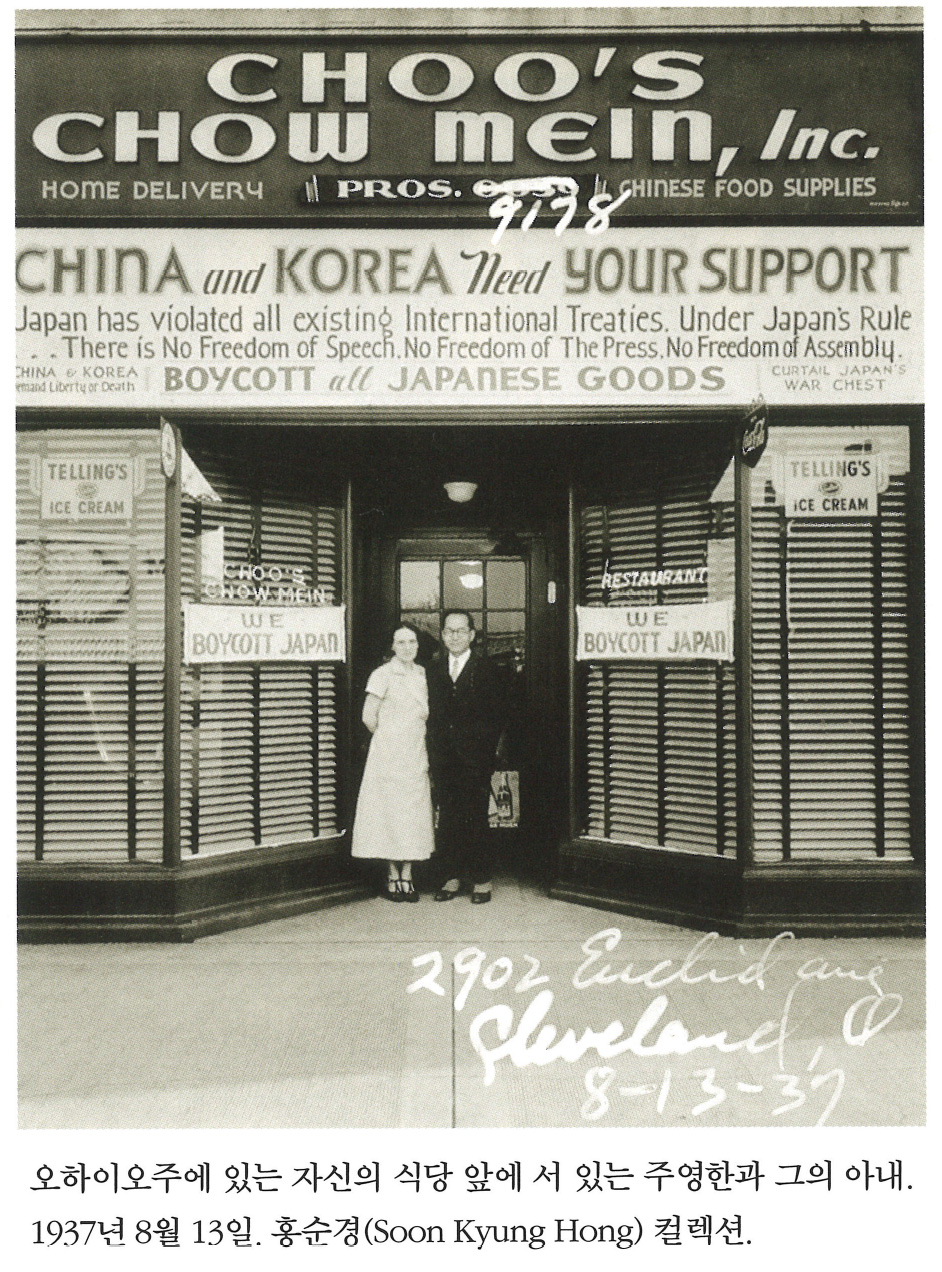 CHOO'S
CHOW MEIN, Inc.
HOME DELIVERY PROS. CHINESE FOOD SUPPLIES
9178
CHINA and KOREA Need YOUR SUPPORT
Japan has violated all existing International Treaties. Under Japan's Rule
. . . There is No Freedom of Speech. No Freedom of The Press. No Freedom of Assembly.
CHINA & KOREA
mand Liberty or Death
BOYCOTT all JAPANESE GOODS
CURTAIL JAPAN'S
WAR CHEST
TELLING'S
ICE CREAM
TELLING'S
ICE CREAM
CHOO'S
CHOW MEIN
RESTAURANT
WE
BOYCOTT JAPAN
WE
BOYCOTT JAPAN
2902 Euclid ave
Cleveland, O
8-13-37
오하이오주에 있는 자신의 식당 앞에 서 있는 주영한과 그의 아내.
1937년 8월 13일. 홍순경(Soon Kyung Hong) 컬렉션.